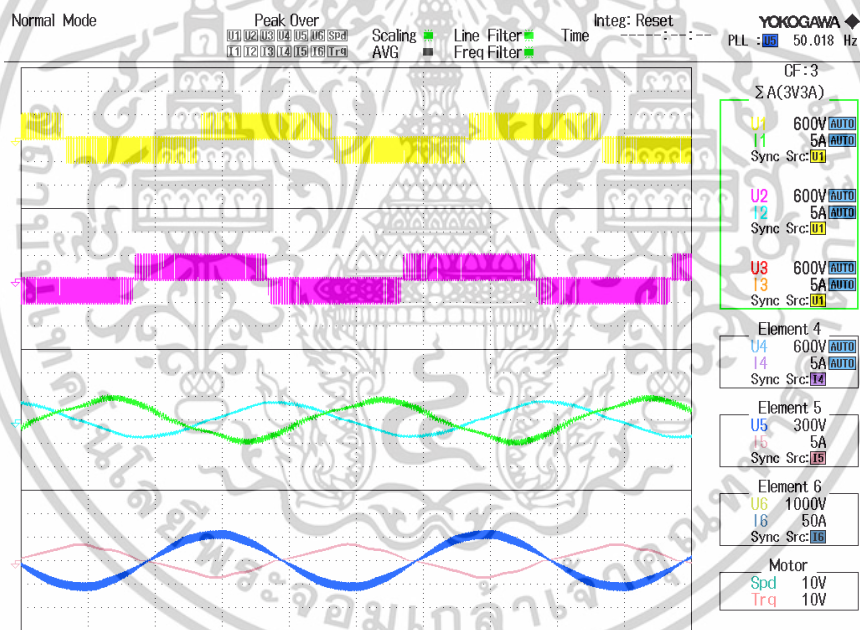 Normal Mode
Peak Over
U1 U2 U3 U4 U5 U6 Spd
I1 I2 I3 I4 I5 I6 Trq
Scaling
AVG
Line Filter
Freq Filter
Time
Integ: Reset
----:--:--
YOKOGAWA
PLL :U5 50.018 Hz
CF:3
ΣA(3V3A)
U1 600V AUTO
I1 5A AUTO
Sync Src:U1
U2 600V AUTO
I2 5A AUTO
Sync Src:U1
U3 600V AUTO
I3 5A AUTO
Sync Src:U1
Element 4
U4 600V AUTO
I4 5A AUTO
Sync Src:I4
Element 5
U5 300V
I5 5A
Sync Src:I5
Element 6
U6 1000V
I6 50A
Sync Src:I6
Motor
Spd 10V
Trq 10V